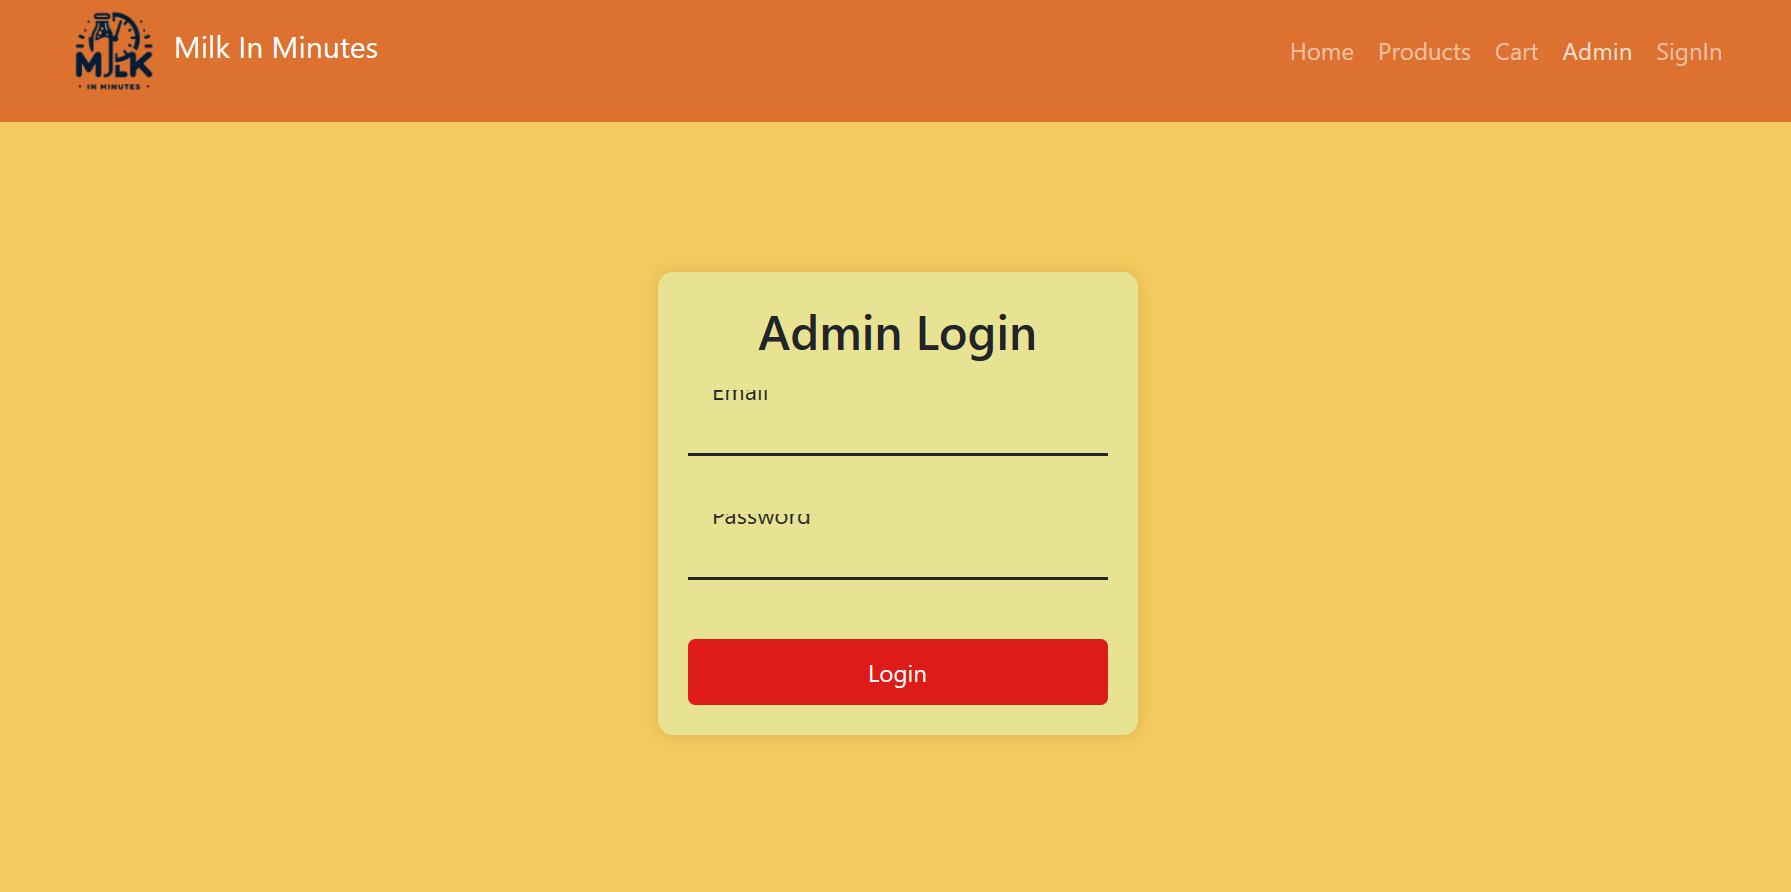 MILK
IN MINUTES
Milk In Minutes
Home Products Cart Admin SignIn
Admin Login
Email
Password
Login